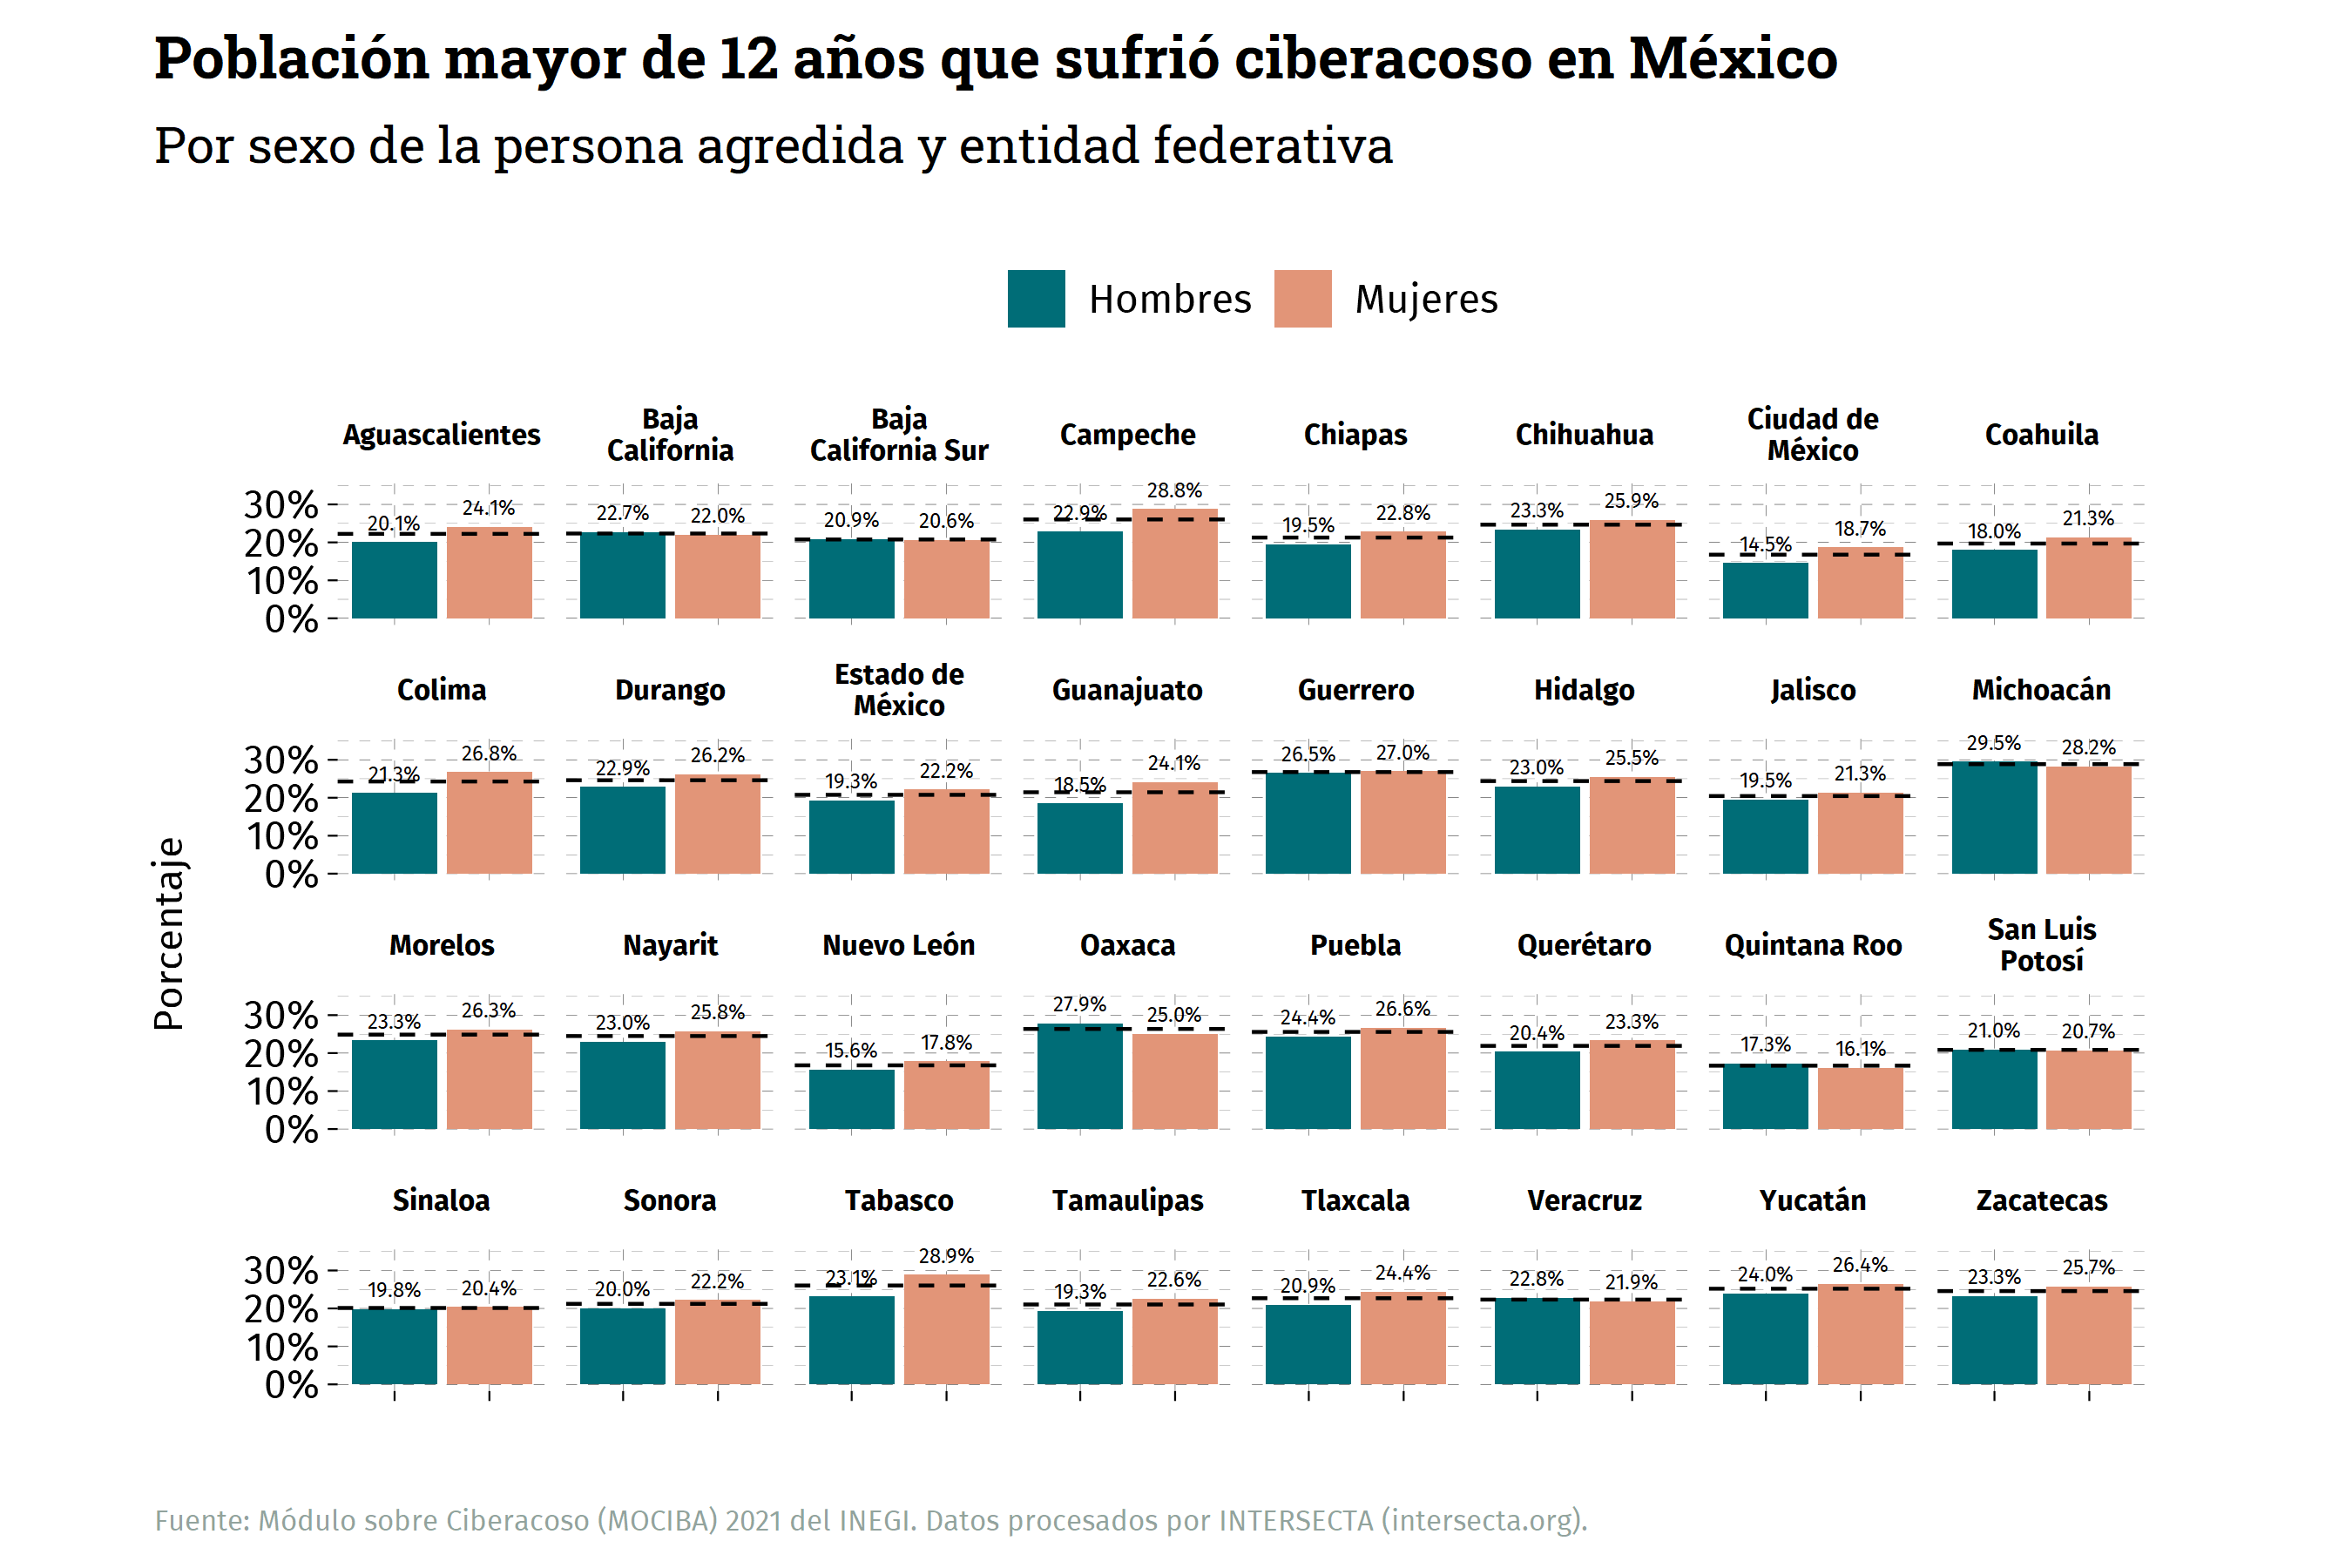 Población mayor de 12 años que sufrió ciberacoso en México
Por sexo de la persona agredida y entidad federativa
Hombres Mujeres
Aguascalientes
Baja
California
Baja
California Sur
Campeche
Chiapas
Chihuahua
Ciudad de
México
Coahuila
30%
20%
10%
0%
20.1% 24.1%
22.7% 22.0%
20.9% 20.6%
22.9% 28.8%
19.5% 22.8%
23.3% 25.9%
14.5% 18.7%
18.0% 21.3%
Colima
Durango
Estado de
México
Guanajuato
Guerrero
Hidalgo
Jalisco
Michoacán
30%
20%
10%
0%
21.3% 26.8%
22.9% 26.2%
19.3% 22.2%
18.5% 24.1%
26.5% 27.0%
23.0% 25.5%
19.5% 21.3%
29.5% 28.2%
Porcentaje
Morelos
Nayarit
Nuevo León
Oaxaca
Puebla
Querétaro
Quintana Roo
San Luis
Potosí
30%
20%
10%
0%
23.3% 26.3%
23.0% 25.8%
15.6% 17.8%
27.9% 25.0%
24.4% 26.6%
20.4% 23.3%
17.3% 16.1%
21.0% 20.7%
Sinaloa
Sonora
Tabasco
Tamaulipas
Tlaxcala
Veracruz
Yucatán
Zacatecas
30%
20%
10%
0%
19.8% 20.4%
20.0% 22.2%
23.1% 28.9%
19.3% 22.6%
20.9% 24.4%
22.8% 21.9%
24.0% 26.4%
23.3% 25.7%
Fuente: Módulo sobre Ciberacoso (MOCIBA) 2021 del INEGI. Datos procesados por INTERSECTA (intersecta.org).